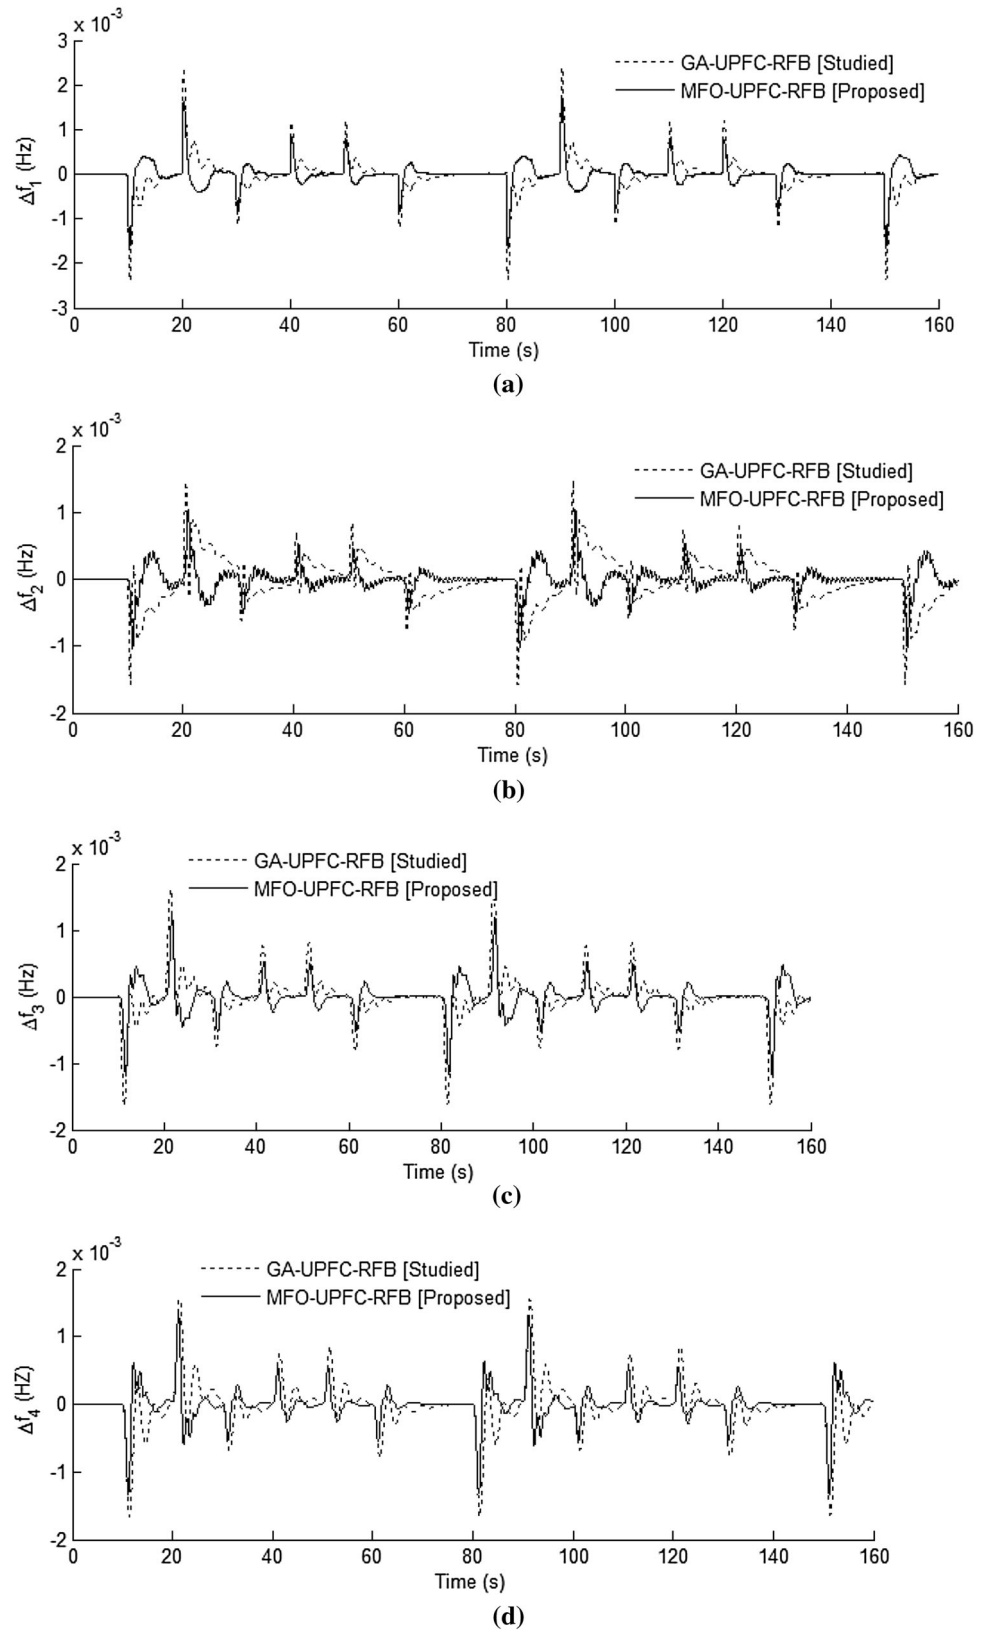 x 10-3
3
2
1
0
-1
-2
-3
Δf1 (Hz)
GA-UPFC-RFB [Studied]
MFO-UPFC-RFB [Proposed]
0 20 40 60 80 100 120 140 160
Time (s)
(a)
x 10-3
2
1
0
-1
-2
Δf2 (Hz)
GA-UPFC-RFB [Studied]
MFO-UPFC-RFB [Proposed]
0 20 40 60 80 100 120 140 160
Time (s)
(b)
x 10-3
2
1
0
-1
-2
Δf3 (Hz)
GA-UPFC-RFB [Studied]
MFO-UPFC-RFB [Proposed]
0 20 40 60 80 100 120 140 160
Time (s)
(c)
x 10-3
2
1
0
-1
-2
Δf4 (HZ)
GA-UPFC-RFB [Studied]
MFO-UPFC-RFB [Proposed]
0 20 40 60 80 100 120 140 160
Time (s)
(d)